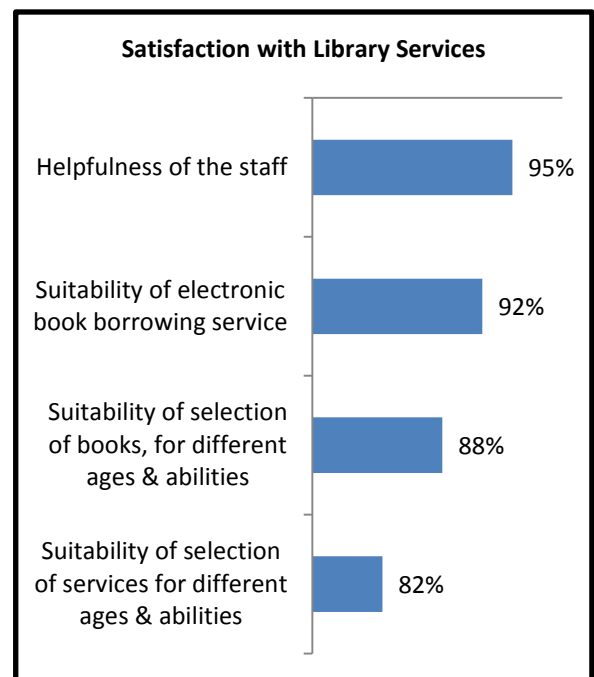 Satisfaction with Library Services
Helpfulness of the staff
95%
Suitability of electronic
book borrowing service
92%
Suitability of selection
of books, for different
ages & abilities
88%
Suitability of selection
of services for different
ages & abilities
82%